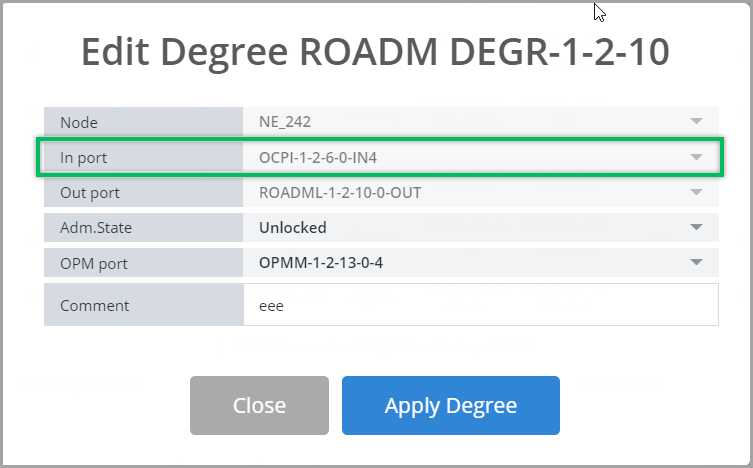 Edit Degree ROADM DEGR-1-2-10
Node NE_242
In port OCPI-1-2-6-0-IN4
Out port ROADML-1-2-10-0-OUT
Adm.State Unlocked
OPM port OPMM-1-2-13-0-4
Comment eee
Close Apply Degree